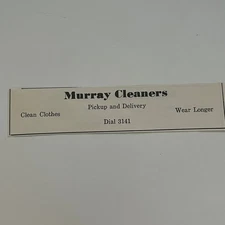 Murray Cleaners
Pickup and Delivery
Clean Clothes Wear Longer
Dial 3141